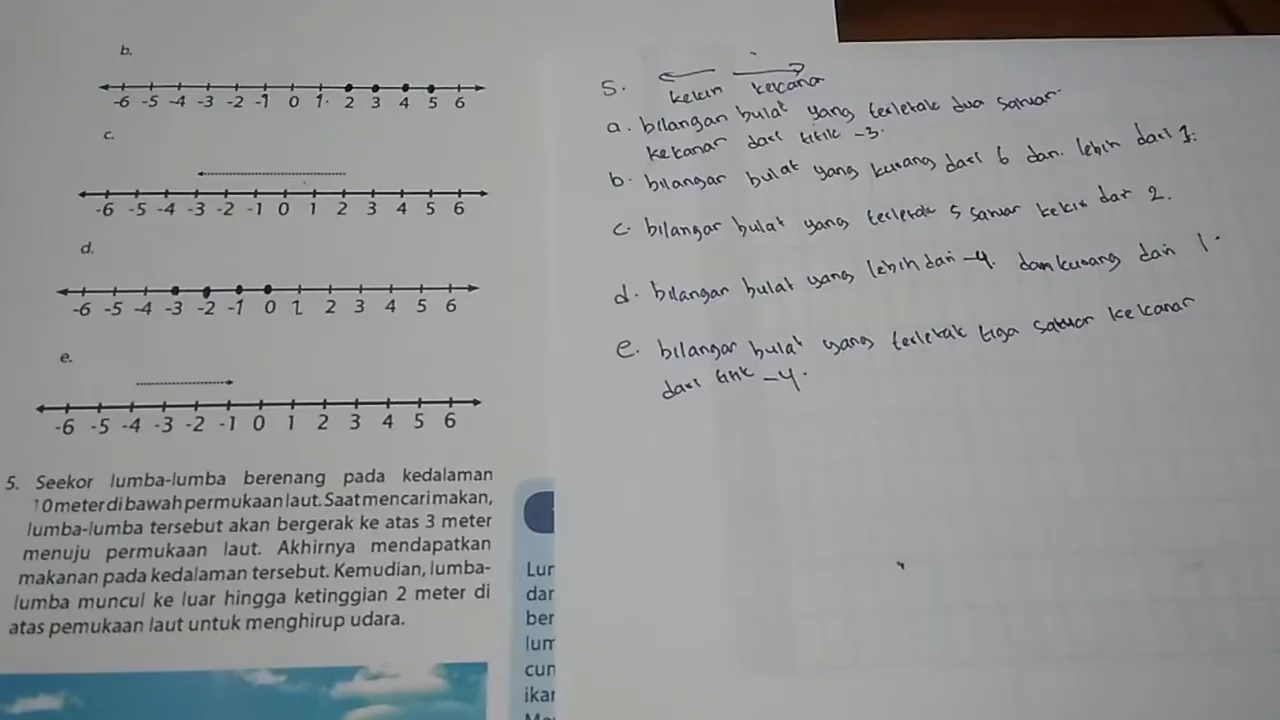 b.
-6 -5 -4 -3 -2 -1 0 1 2 3 4 5 6
c.
-6 -5 -4 -3 -2 -1 0 1 2 3 4 5 6
d.
-6 -5 -4 -3 -2 -1 0 1 2 3 4 5 6
e.
-6 -5 -4 -3 -2 -1 0 1 2 3 4 5 6
5. Seekor lumba-lumba berenang pada kedalaman
10 meter di bawah permukaan laut. Saat mencari makan,
lumba-lumba tersebut akan bergerak ke atas 3 meter
menuju permukaan laut. Akhirnya mendapatkan
makanan pada kedalaman tersebut. Kemudian, lumba-
lumba muncul ke luar hingga ketinggian 2 meter di
atas pemukaan laut untuk menghirup udara.
Lur
dar
ber
lum
cun
ikar
5.
kekiri kekanan
a. bilangan bulat yang terletak dua satuan
kekanan dari titik -3.
b. bilangan bulat yang kurang dari 6 dan lebih dari 1.
c. bilangan bulat yang terletak 5 satuan kekiri dari 2.
d. bilangan bulat yang lebih dari -4 dan kurang dari 1.
e. bilangan bulat yang terletak tiga satuan kekanan
dari titik -4.